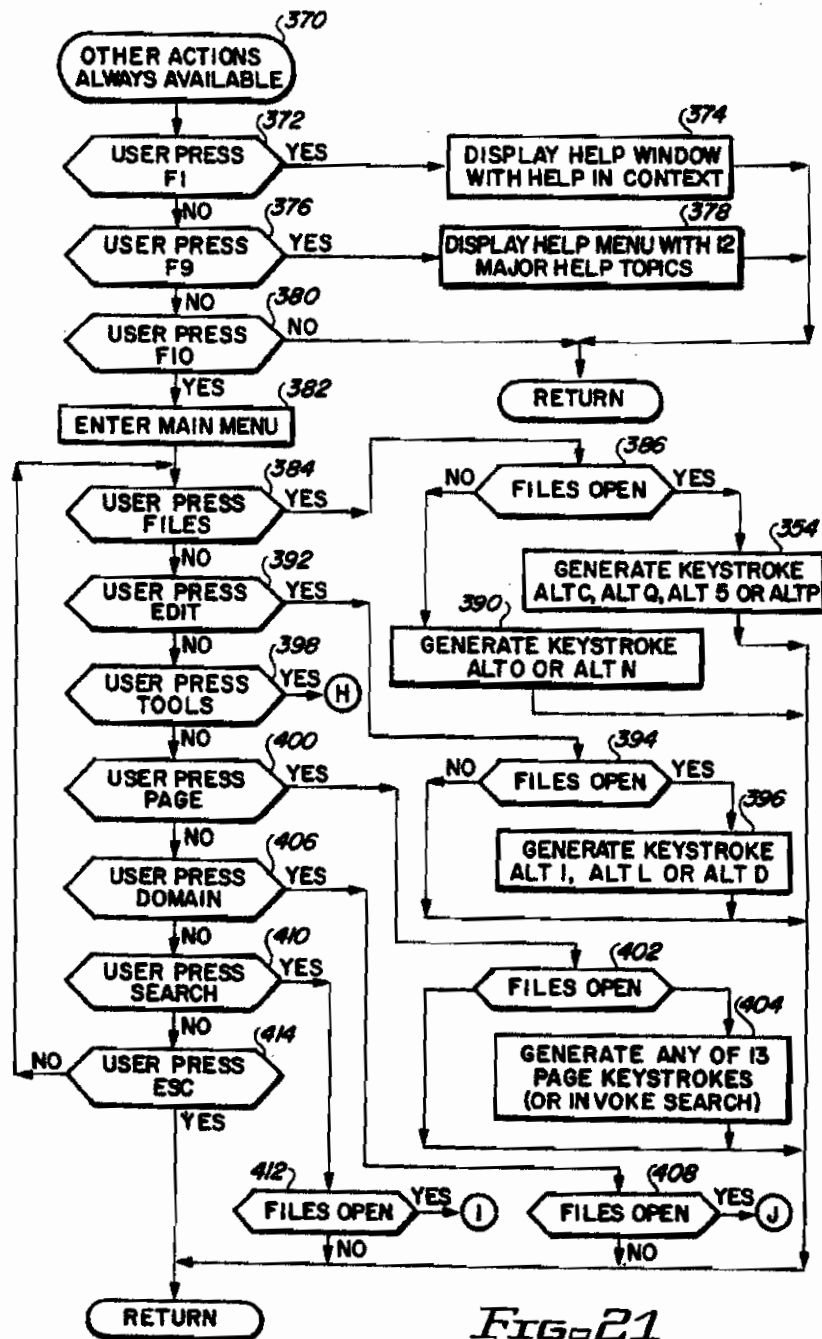 370
OTHER ACTIONS
ALWAYS AVAILABLE
372
USER PRESS
F1
YES
NO
374
DISPLAY HELP WINDOW
WITH HELP IN CONTEXT
376
USER PRESS
F9
YES
NO
378
DISPLAY HELP MENU WITH 12
MAJOR HELP TOPICS
380
USER PRESS
F10
NO
YES
RETURN
382
ENTER MAIN MENU
384
USER PRESS
FILES
YES
NO
386
FILES OPEN
NO
YES
354
GENERATE KEYSTROKE
ALT C, ALT Q, ALT 5 OR ALTP
390
GENERATE KEYSTROKE
ALT O OR ALT N
392
USER PRESS
EDIT
YES
NO
394
FILES OPEN
NO
YES
396
GENERATE KEYSTROKE
ALT I, ALT L OR ALT D
398
USER PRESS
TOOLS
YES
H
NO
400
USER PRESS
PAGE
YES
NO
402
FILES OPEN
404
GENERATE ANY OF 13
PAGE KEYSTROKES
(OR INVOKE SEARCH)
406
USER PRESS
DOMAIN
YES
NO
408
FILES OPEN
YES
J
NO
410
USER PRESS
SEARCH
YES
NO
412
FILES OPEN
YES
I
NO
414
USER PRESS
ESC
NO
YES
RETURN
FIG. 21